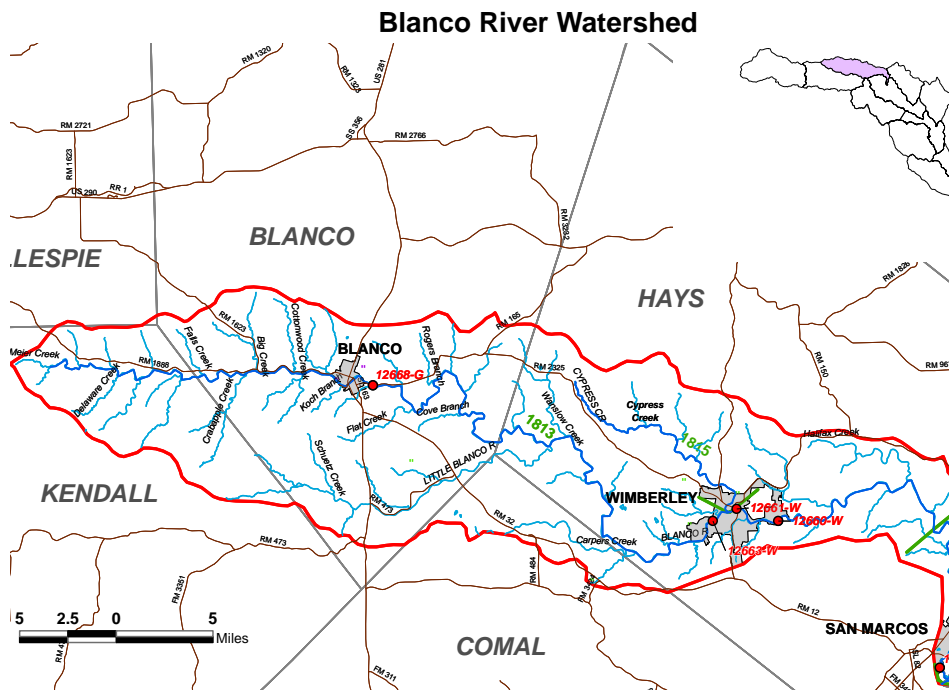 Blanco River Watershed
RM 1320
RM 1323
US 281
RM 2721
SS 356
RM 2766
RM 1623
US 290
RR 1
RM 3232
BLANCO
LLESPIE
HAYS
RM 1826
RM 1623
Cottonwood Creek
Falls Creek
Big Creek
Rogers Branch
RM 165
RM 150
Meier Creek
RM 1888
BLANCO
12668-G
RM 2325
RM 967
Delaware Creek
Koch Branch
CYPRESS CR
Wanslow Creek
Cypress
Creek
Crabapple Creek
Flat Creek
Cove Branch
1813
1845
Halifax Creek
Schuetz Creek
LITTLE BLANCO R
KENDALL
WIMBERLEY
12661-W
RM 473
RM 32
12660-W
BLANCO R
Carpers Creek
12663-W
RM 473
RM 484
FM 3351
RM 12
5 2.5 0 5
Miles
COMAL
SAN MARCOS
FM 311